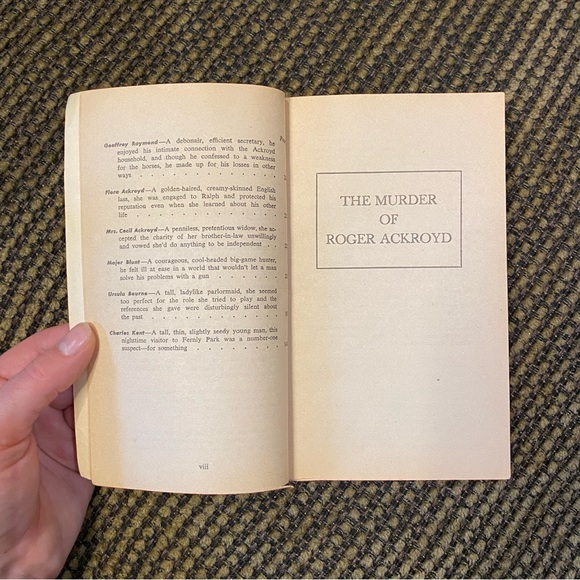 Page
Geoffrey Raymond—A debonair, efficient secretary, he
enjoyed his intimate connection with the Ackroyd
household, and though he confessed to a weakness
for the horses, he made up for his losses in other
ways . . . . . . . . . . . . . . . .
Flora Ackroyd—A golden-haired, creamy-skinned English
lass, she was engaged to Ralph and protected his
reputation even when she learned about his other
life . . . . . . . . . . . . . . . .
Mrs. Cecil Ackroyd—A penniless, pretentious widow, she ac-
cepted the charity of her brother-in-law unwillingly
and vowed she'd do anything to be independent . .
Major Blunt—A courageous, cool-headed big-game hunter,
he felt ill at ease in a world that wouldn't let a man
solve his problems with a gun . . . . . . . .
Ursula Bourne—A tall, ladylike parlormaid, she seemed
too perfect for the role she tried to play and the
references she gave were disturbingly silent about
the past . . . . . . . . . . . . . .
Charles Kent—A tall, thin, slightly seedy young man, this
nighttime visitor to Fernly Park was a number-one
suspect—for something . . . . . . . . .
viii
THE MURDER
OF
ROGER ACKROYD